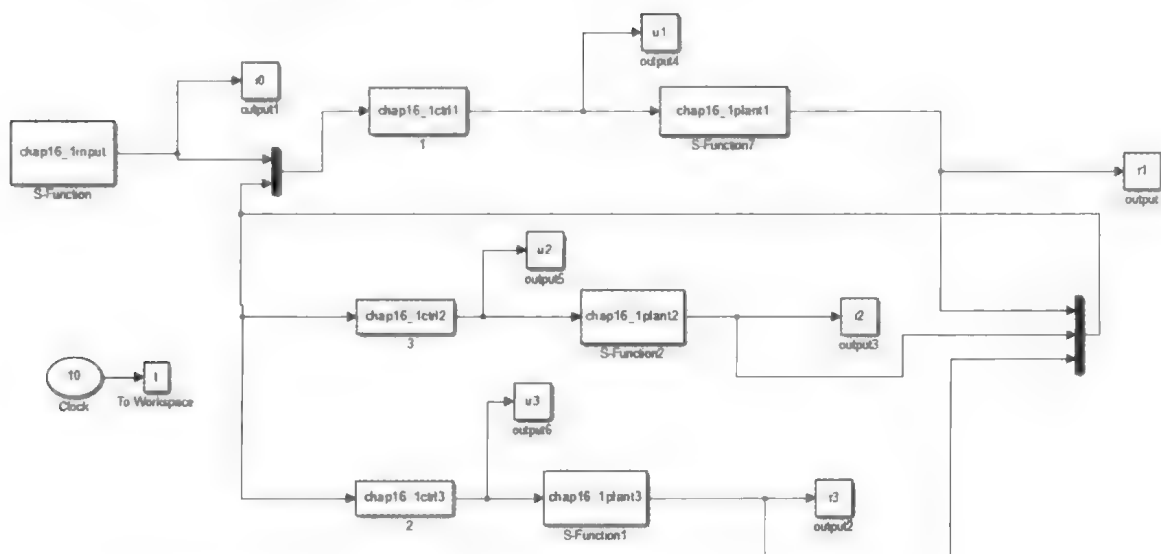 u1
output4
r0
output1
chap16_1ctrl1
1
chap16_1plant1
S-Function7
chap16_1input
S-Function
r1
output
u2
output5
chap16_1ctrl2
3
chap16_1plant2
S-Function2
r2
output3
10
Clock
t
To Workspace
u3
output6
chap16_1ctrl3
2
chap16_1plant3
S-Function1
r3
output2